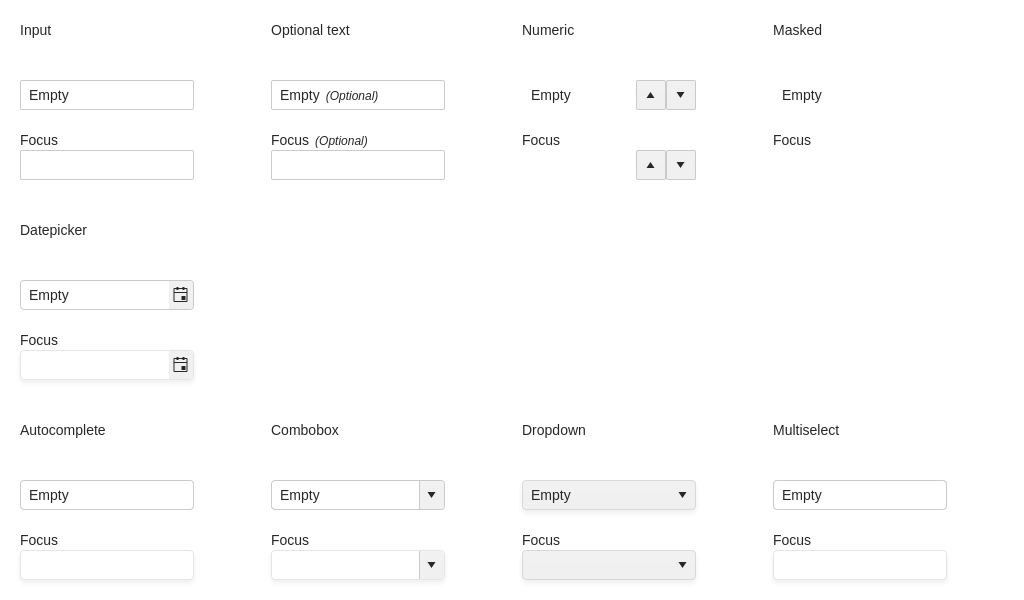 Input Optional text Numeric Masked
Empty Empty (Optional) Empty Empty
Focus Focus (Optional) Focus Focus
Datepicker
Empty
Focus
Autocomplete Combobox Dropdown Multiselect
Empty Empty Empty Empty
Focus Focus Focus Focus